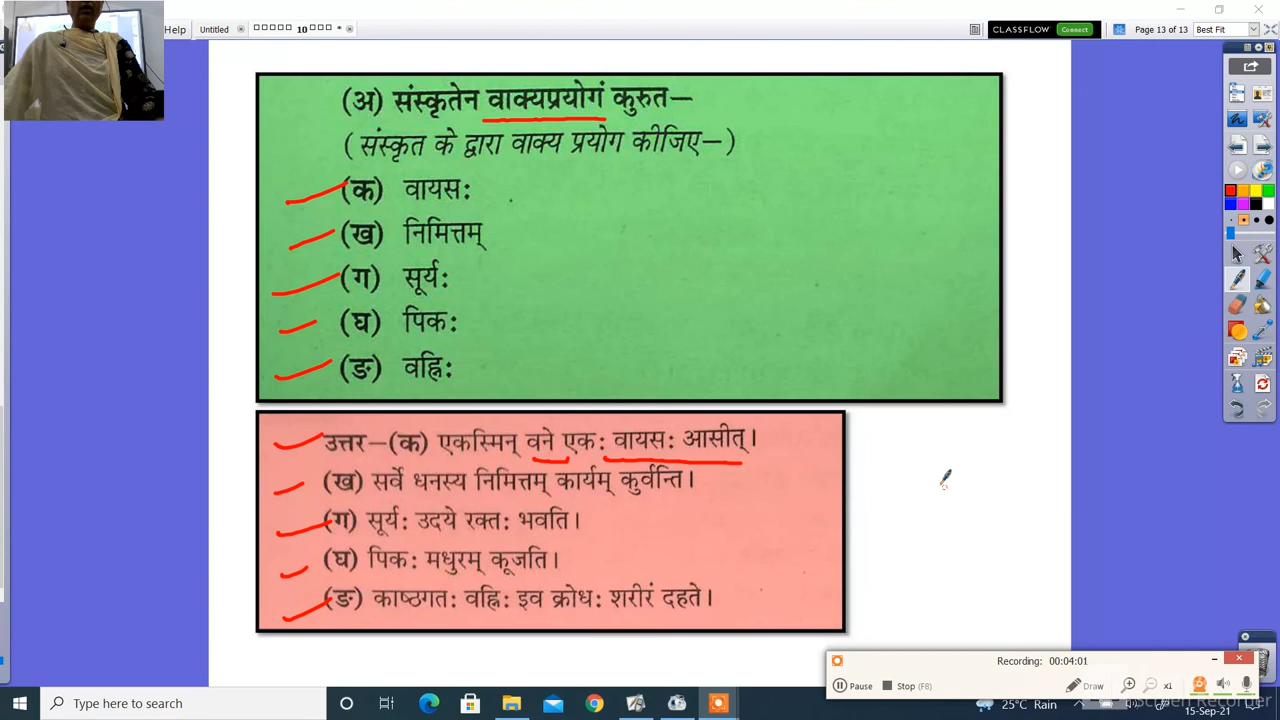 Help Untitled 10 *
CLASSFLOW Connect Page 13 of 13 Best Fit
(अ) संस्कृतेन वाक्यप्रयोगं कुरुत–
(संस्कृत के द्वारा वाक्य प्रयोग कीजिए–)
(क) वायसः
(ख) निमित्तम्
(ग) सूर्यः
(घ) पिकः
(ङ) वह्निः
उत्तर–(क) एकस्मिन् वने एकः वायसः आसीत्।
(ख) सर्वे धनस्य निमित्तम् कार्यम् कुर्वन्ति।
(ग) सूर्यः उदये रक्तः भवति।
(घ) पिकः मधुरम् कूजति।
(ङ) काष्ठगतः वह्निः इव क्रोधः शरीरं दहते।
Recording: 00:04:01
Pause Stop (F8) Draw x1
Type here to search
25°C Rain
Screen Recorder
15-Sep-21